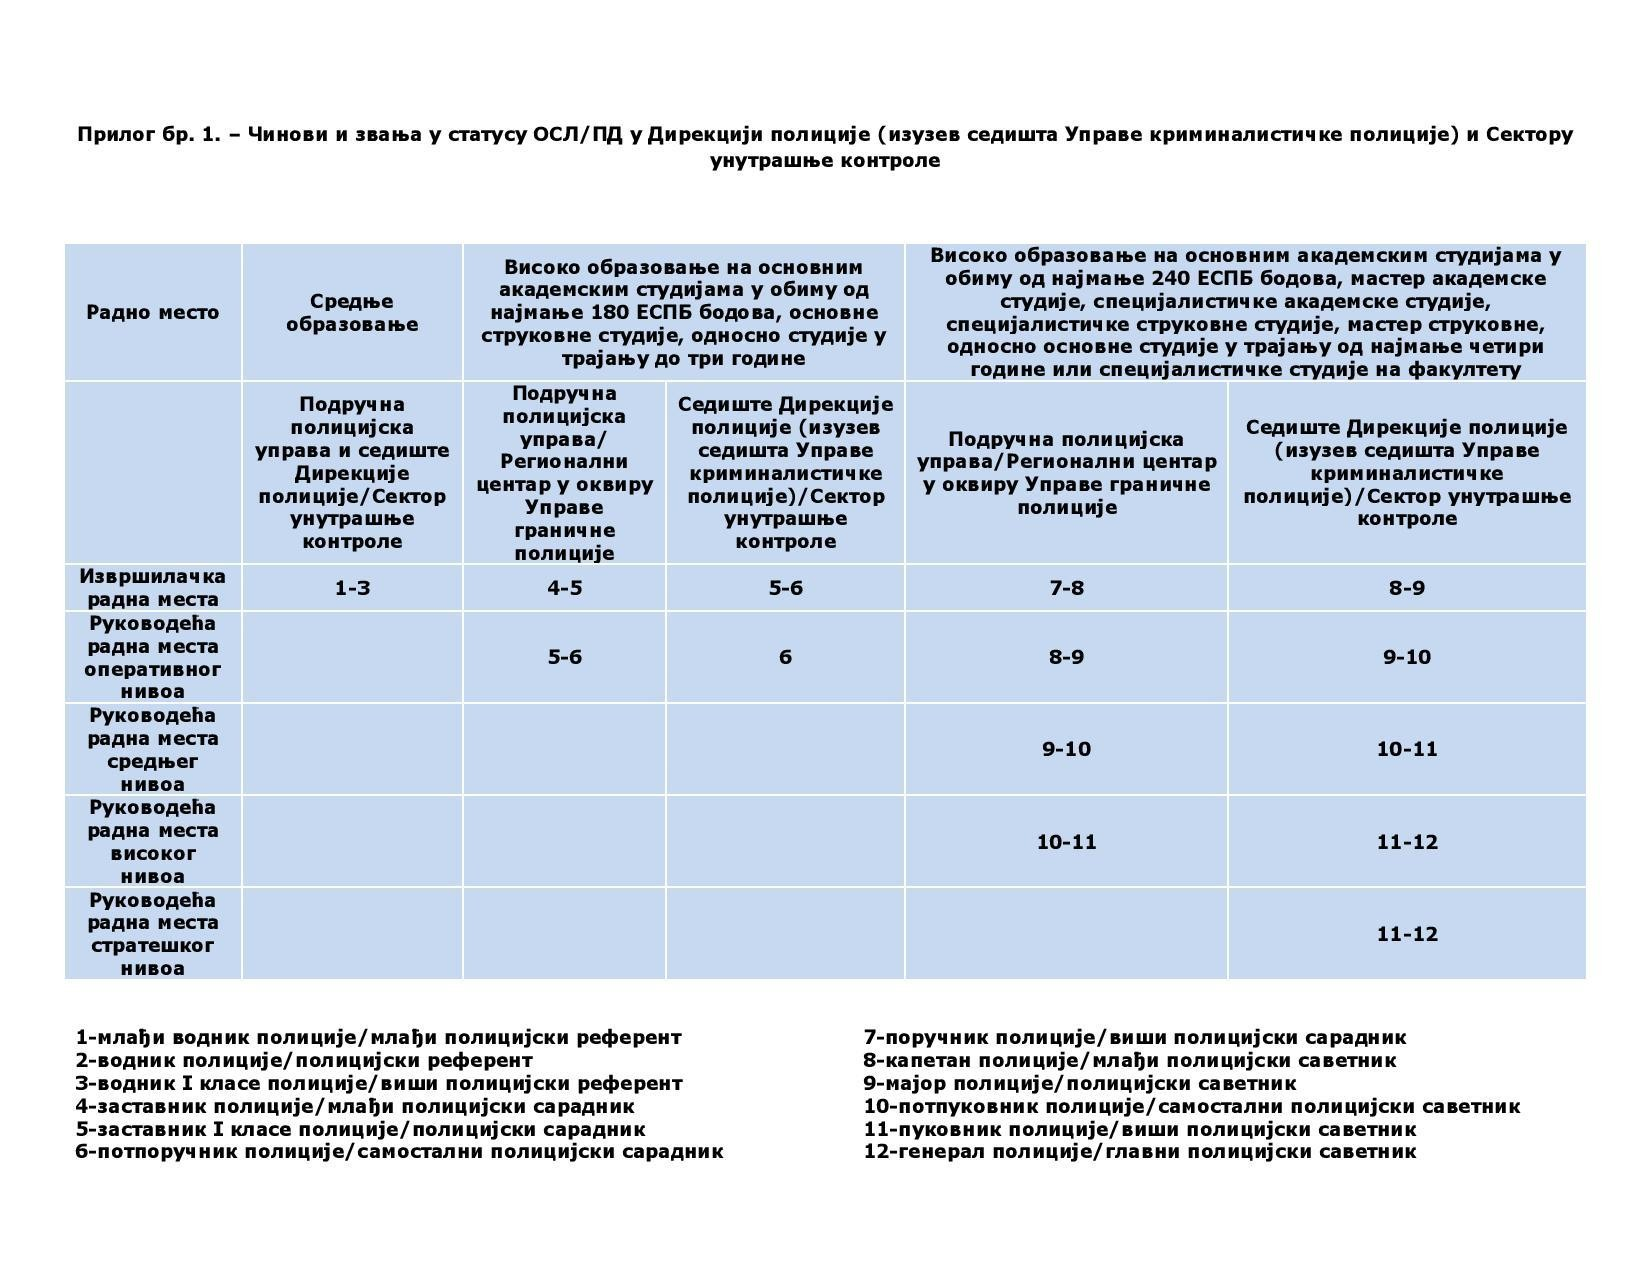 Прилог бр. 1. – Чинови и звања у статусу ОСЛ/ПД у Дирекцији полиције (изузев седишта Управе криминалистичке полиције) и Сектору
унутрашње контроле
Радно место
Средње
образовање
Високо образовање на основним
академским студијама у обиму од
најмање 180 ЕСПБ бодова, основне
струковне студије, односно студије у
трајању до три године
Високо образовање на основним академским студијама у
обиму од најмање 240 ЕСПБ бодова, мастер академске
студије, специјалистичке академске студије,
специјалистичке струковне студије, мастер струковне,
односно основне студије у трајању од најмање четири
године или специјалистичке студије на факултету
Подручна
полицијска
управа и седиште
Дирекције
полиције/Сектор
унутрашње
контроле
Подручна
полицијска
управа/
Регионални
центар у оквиру
Управе
граничне
полиције
Седиште Дирекције
полиције (изузев
седишта Управе
криминалистичке
полиције)/Сектор
унутрашње
контроле
Подручна полицијска
управа/Регионални центар
у оквиру Управе граничне
полиције
Седиште Дирекције полиције
(изузев седишта Управе
криминалистичке
полиције)/Сектор унутрашње
контроле
Извршилачка
радна места
1-3
4-5
5-6
7-8
8-9
Руководећа
радна места
оперативног
нивоа
5-6
6
8-9
9-10
Руководећа
радна места
средњег
нивоа
9-10
10-11
Руководећа
радна места
високог
нивоа
10-11
11-12
Руководећа
радна места
стратешког
нивоа
11-12
1-млађи водник полиције/млађи полицијски референт
2-водник полиције/полицијски референт
3-водник I класе полиције/виши полицијски референт
4-заставник полиције/млађи полицијски сарадник
5-заставник I класе полиције/полицијски сарадник
6-потпоручник полиције/самостални полицијски сарадник
7-поручник полиције/виши полицијски сарадник
8-капетан полиције/млађи полицијски саветник
9-мајор полиције/полицијски саветник
10-потпуковник полиције/самостални полицијски саветник
11-пуковник полиције/виши полицијски саветник
12-генерал полиције/главни полицијски саветник